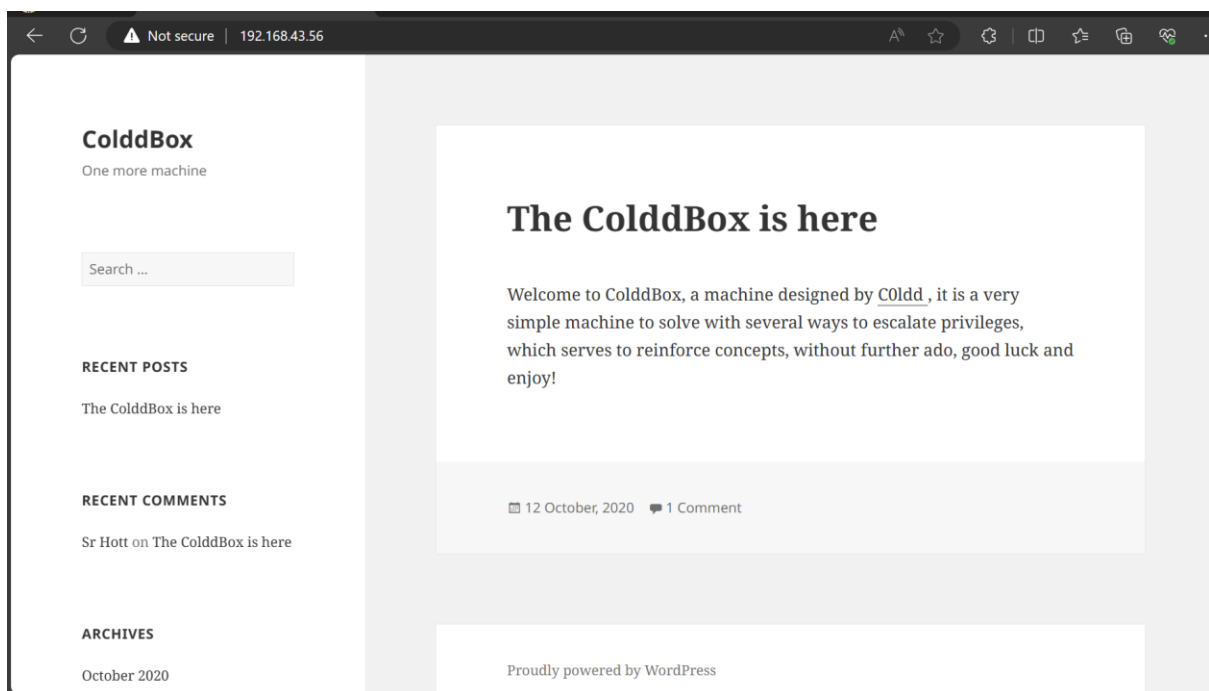 Not secure | 192.168.43.56
ColddBox
One more machine
Search ...
RECENT POSTS
The ColddBox is here
RECENT COMMENTS
Sr Hott on The ColddBox is here
ARCHIVES
October 2020
The ColddBox is here
Welcome to ColddBox, a machine designed by C0ldd , it is a very
simple machine to solve with several ways to escalate privileges,
which serves to reinforce concepts, without further ado, good luck and
enjoy!
12 October, 2020 1 Comment
Proudly powered by WordPress